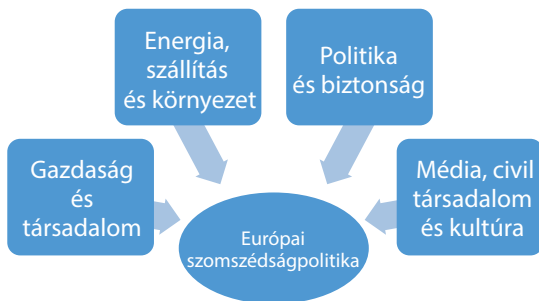 Energia,
szállítás
és környezet
Politika
és biztonság
Gazdaság
és
társadalom
Média, civil
társadalom
és kultúra
Európai
szomszédságpolitika